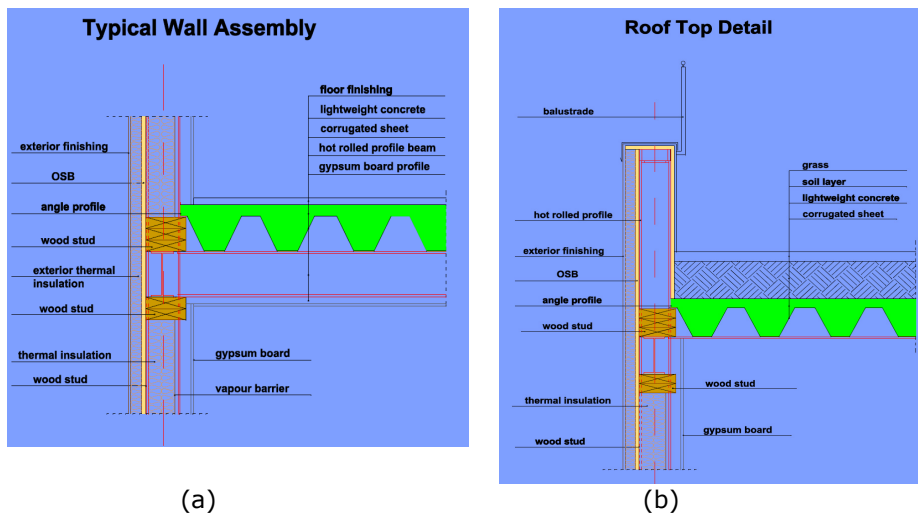 Typical Wall Assembly
floor finishing
lightweight concrete
corrugated sheet
hot rolled profile beam
gypsum board profile
exterior finishing
OSB
angle profile
wood stud
exterior thermal
insulation
wood stud
thermal insulation
wood stud
gypsum board
vapour barrier
(a)
Roof Top Detail
balustrade
grass
soil layer
lightweight concrete
corrugated sheet
hot rolled profile
exterior finishing
OSB
angle profile
wood stud
wood stud
thermal insulation
gypsum board
wood stud
(b)